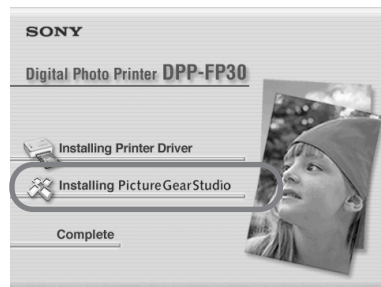 SONY
Digital Photo Printer DPP-FP30
Installing Printer Driver
Installing PictureGearStudio
Complete